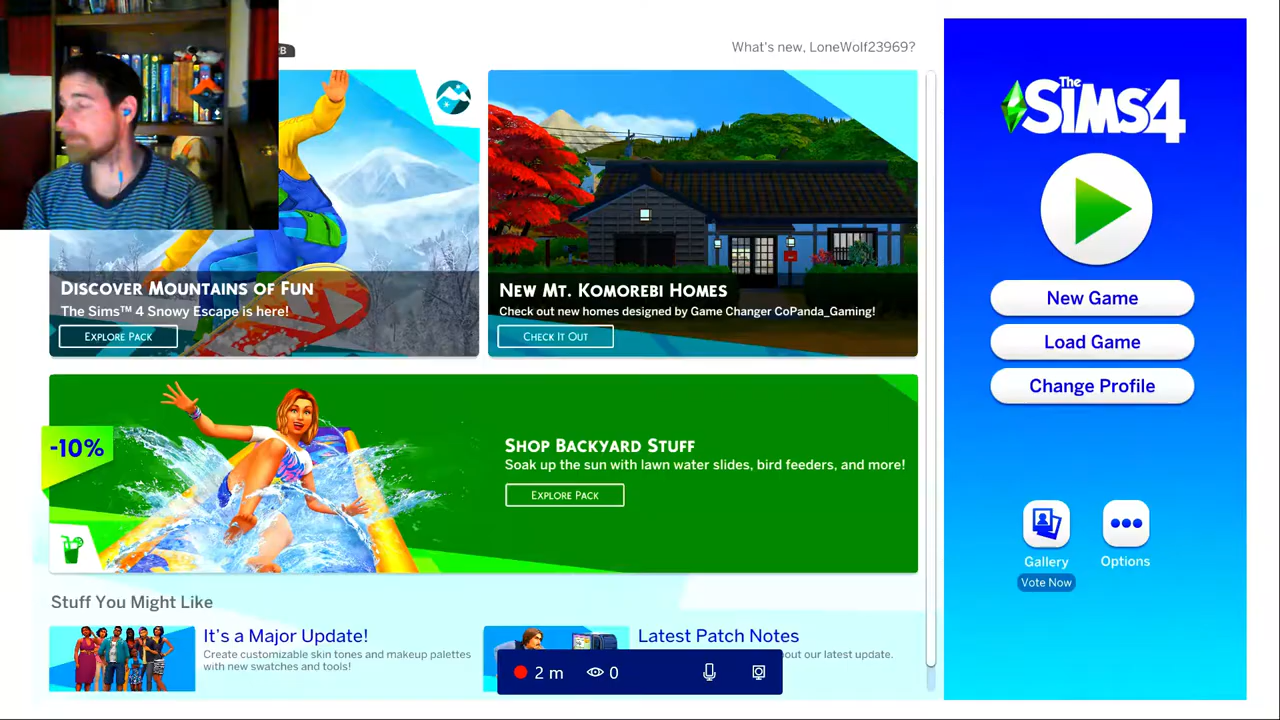 B
What's new, LoneWolf23969?
DISCOVER MOUNTAINS OF FUN
The Sims™ 4 Snowy Escape is here!
EXPLORE PACK
NEW MT. KOMOREBI HOMES
Check out new homes designed by Game Changer CoPanda_Gaming!
CHECK IT OUT
-10%
SHOP BACKYARD STUFF
Soak up the sun with lawn water slides, bird feeders, and more!
EXPLORE PACK
Stuff You Might Like
It's a Major Update!
Create customizable skin tones and makeup palettes
with new swatches and tools!
Latest Patch Notes
about our latest update.
2 m
0
The SIMS 4
New Game
Load Game
Change Profile
Gallery
Vote Now
Options